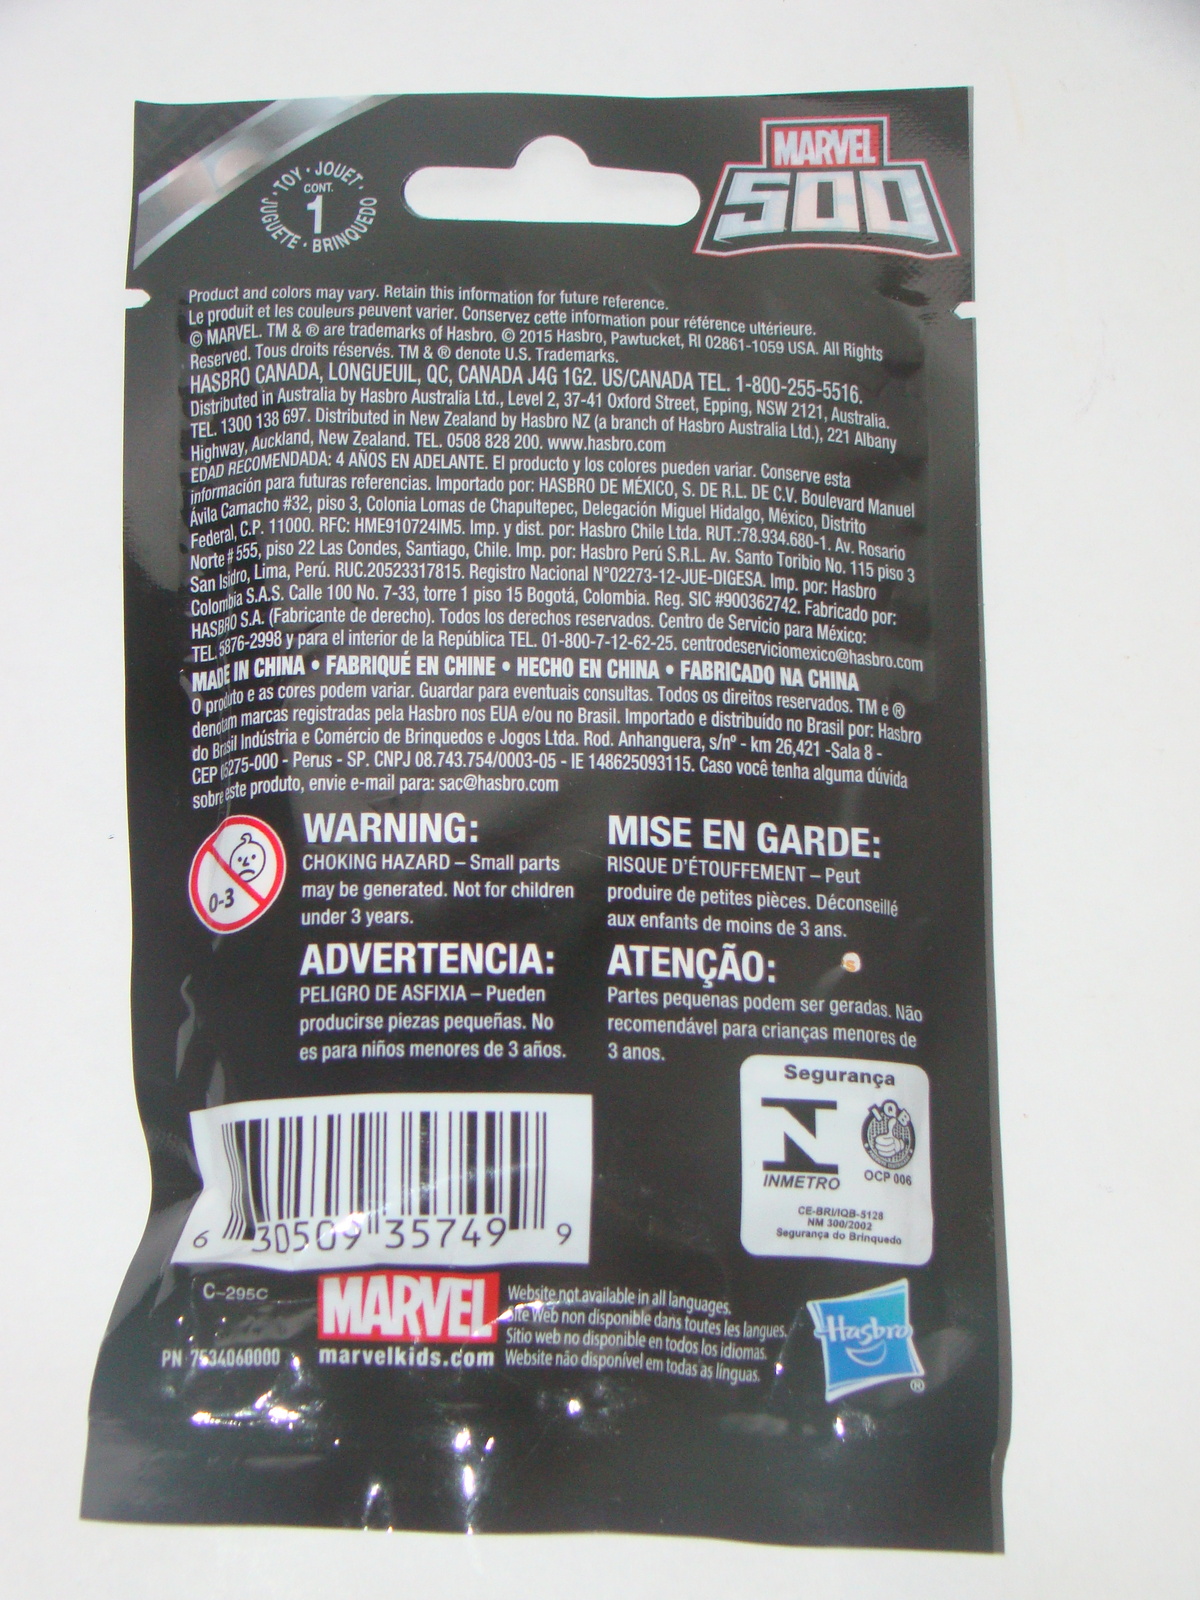 TOY · JOUET · BRINQUEDO · JUGUETE ·
CONT.
1
MARVEL
500
Product and colors may vary. Retain this information for future reference.
Le produit et les couleurs peuvent varier. Conservez cette information pour référence ultérieure.
© MARVEL. TM & ® are trademarks of Hasbro. © 2015 Hasbro, Pawtucket, RI 02861-1059 USA. All Rights
Reserved. Tous droits réservés. TM & ® denote U.S. Trademarks.
HASBRO CANADA, LONGUEUIL, QC, CANADA J4G 1G2. US/CANADA TEL. 1-800-255-5516.
Distributed in Australia by Hasbro Australia Ltd., Level 2, 37-41 Oxford Street, Epping, NSW 2121, Australia.
TEL. 1300 138 697. Distributed in New Zealand by Hasbro NZ (a branch of Hasbro Australia Ltd.), 221 Albany
Highway, Auckland, New Zealand. TEL. 0508 828 200. www.hasbro.com
EDAD RECOMENDADA: 4 AÑOS EN ADELANTE. El producto y los colores pueden variar. Conserve esta
información para futuras referencias. Importado por: HASBRO DE MÉXICO, S. DE R.L. DE C.V. Boulevard Manuel
Ávila Camacho #32, piso 3, Colonia Lomas de Chapultepec, Delegación Miguel Hidalgo, México, Distrito
Federal, C.P. 11000. RFC: HME910724IM5. Imp. y dist. por: Hasbro Chile Ltda. RUT.:78.934.680-1. Av. Rosario
Norte # 555, piso 22 Las Condes, Santiago, Chile. Imp. por: Hasbro Perú S.R.L. Av. Santo Toribio No. 115 piso 3
San Isidro, Lima, Perú. RUC.20523317815. Registro Nacional N°02273-12-JUE-DIGESA. Imp. por: Hasbro
Colombia S.A.S. Calle 100 No. 7-33, torre 1 piso 15 Bogotá, Colombia. Reg. SIC #900362742. Fabricado por:
HASBRO S.A. (Fabricante de derecho). Todos los derechos reservados. Centro de Servicio para México:
TEL. 5876-2998 y para el interior de la República TEL. 01-800-7-12-62-25. centrodeserviciomexico@hasbro.com
MADE IN CHINA • FABRIQUÉ EN CHINE • HECHO EN CHINA • FABRICADO NA CHINA
O produto e as cores podem variar. Guardar para eventuais consultas. Todos os direitos reservados. TM e ®
denotam marcas registradas pela Hasbro nos EUA e/ou no Brasil. Importado e distribuído no Brasil por: Hasbro
do Brasil Indústria e Comércio de Brinquedos e Jogos Ltda. Rod. Anhanguera, s/nº - km 26,421 -Sala 8 -
CEP 05275-000 - Perus - SP. CNPJ 08.743.754/0003-05 - IE 148625093115. Caso você tenha alguma dúvida
sobre este produto, envie e-mail para: sac@hasbro.com
0-3
WARNING:
CHOKING HAZARD – Small parts
may be generated. Not for children
under 3 years.
MISE EN GARDE:
RISQUE D'ÉTOUFFEMENT – Peut
produire de petites pièces. Déconseillé
aux enfants de moins de 3 ans.
ADVERTENCIA:
PELIGRO DE ASFIXIA – Pueden
producirse piezas pequeñas. No
es para niños menores de 3 años.
ATENÇÃO:
Partes pequenas podem ser geradas. Não
recomendável para crianças menores de
3 anos.
s
Segurança
INMETRO
IQB
OCP 006
CE-BRI/IQB-5128
NM 300/2002
Segurança do Brinquedo
6 30509 35749 9
C-295C
PN 7534060000
MARVEL
marvelkids.com
Website not available in all languages.
Site Web non disponible dans toutes les langues.
Sitio web no disponible en todos los idiomas.
Website não disponível em todas as línguas.
Hasbro
®